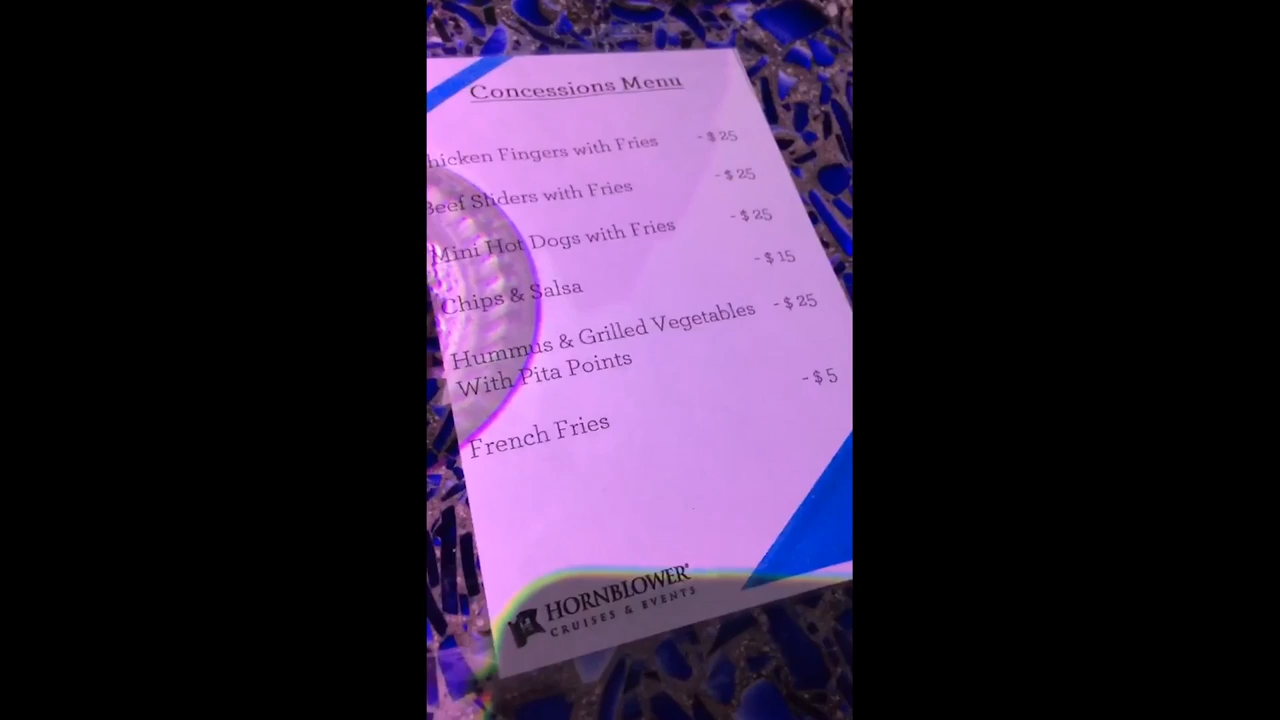 Concessions Menu
hicken Fingers with Fries - $25
Beef Sliders with Fries - $25
Mini Hot Dogs with Fries - $25
Chips & Salsa - $15
Hummus & Grilled Vegetables - $25
With Pita Points
French Fries - $5
HORNBLOWER®
CRUISES & EVENTS